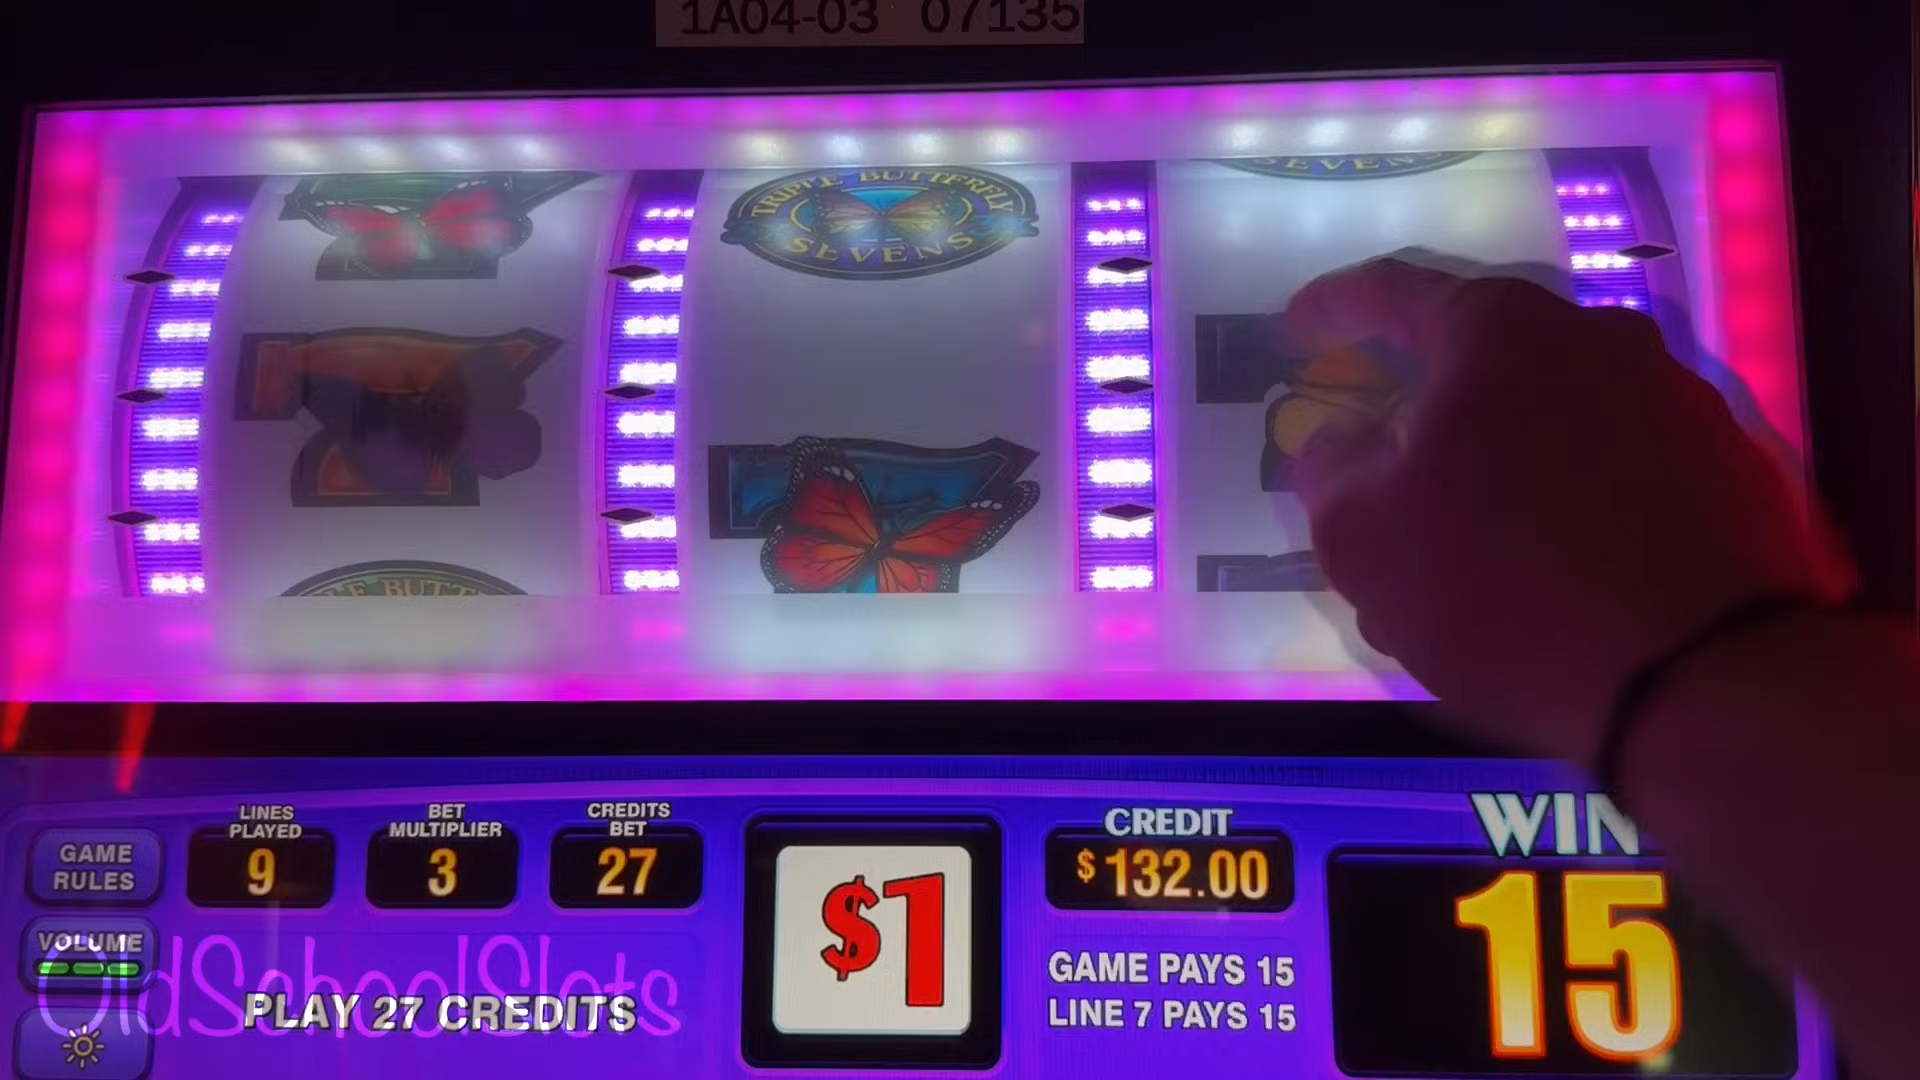 1A04-03 07135
TRIPLE BUTTERFLY
SEVENS
SEVENS
LINES
PLAYED
9
BET
MULTIPLIER
3
CREDITS
BET
27
$1
CREDIT
$132.00
WIN
15
GAME
RULES
VOLUME
GAME PAYS 15
LINE 7 PAYS 15
OldSchoolSlots
PLAY 27 CREDITS